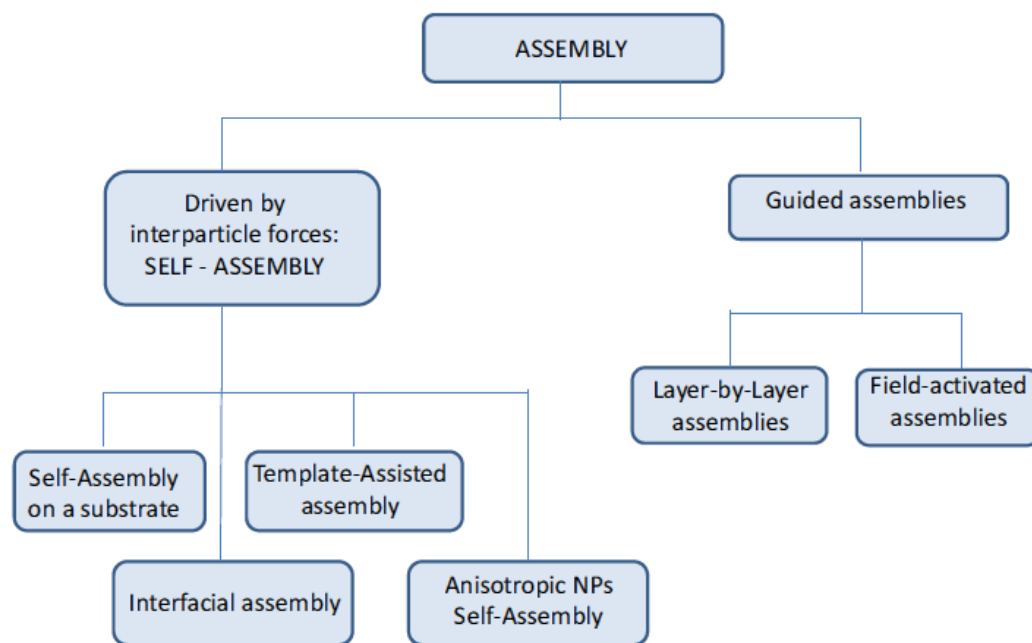 ASSEMBLY
Driven by
interparticle forces:
SELF - ASSEMBLY
Guided assemblies
Layer-by-Layer
assemblies
Field-activated
assemblies
Self-Assembly
on a substrate
Template-Assisted
assembly
Interfacial assembly
Anisotropic NPs
Self-Assembly